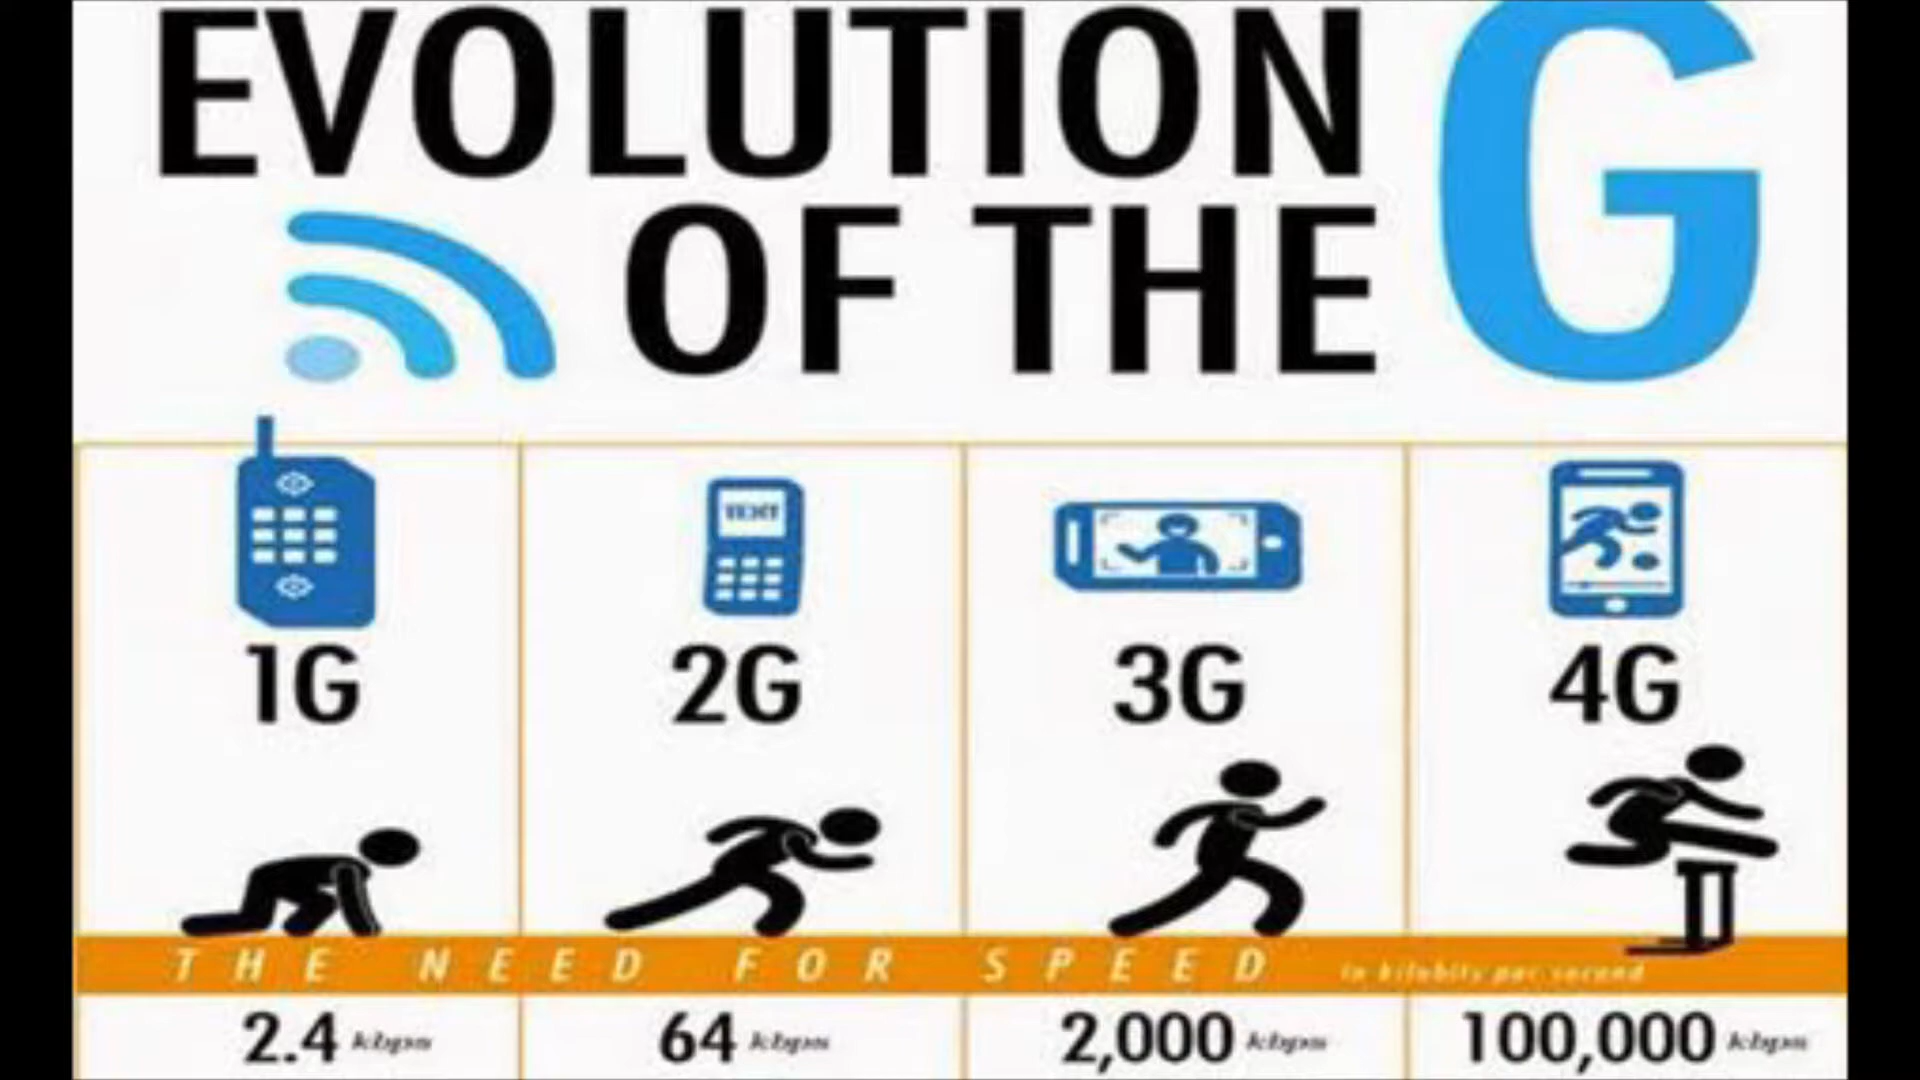 EVOLUTION
OF THE G
TEXT
1G 2G 3G 4G
THE NEED FOR SPEED in kilobits per second
2.4 kbps 64 kbps 2,000 kbps 100,000 kbps